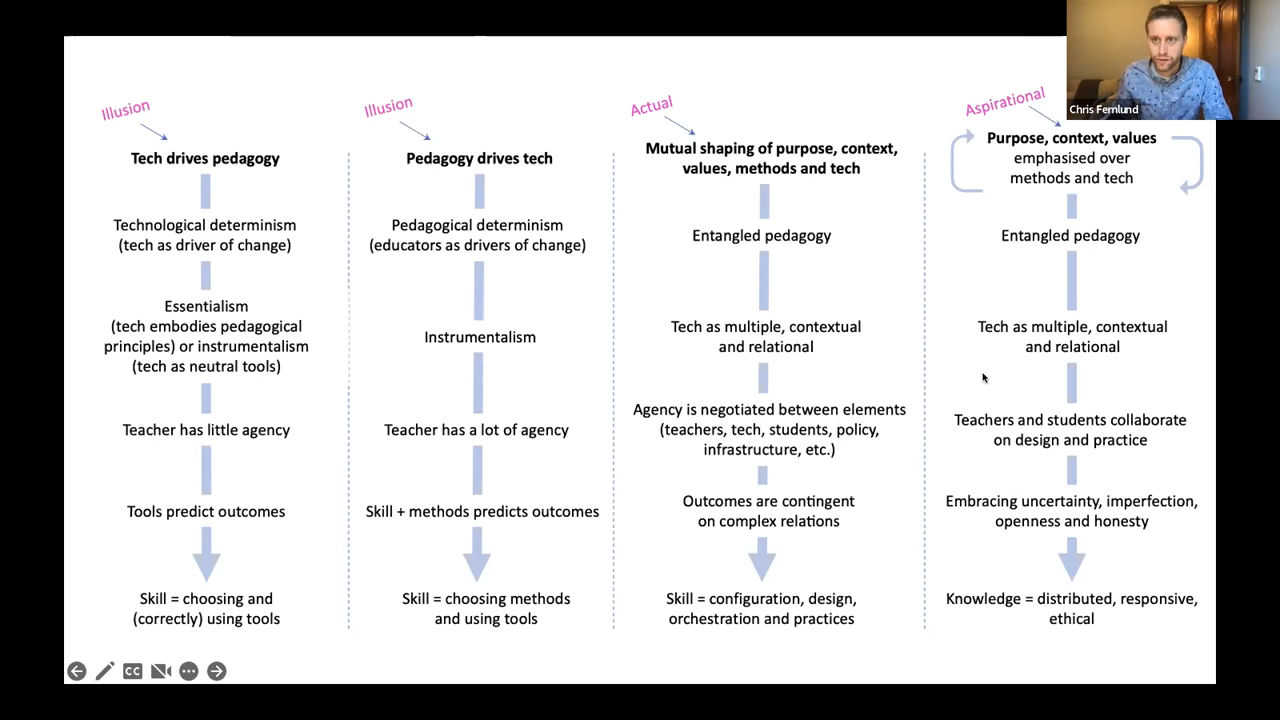 Illusion
Tech drives pedagogy
Technological determinism
(tech as driver of change)
Essentialism
(tech embodies pedagogical
principles) or instrumentalism
(tech as neutral tools)
Teacher has little agency
Tools predict outcomes
Skill = choosing and
(correctly) using tools
Illusion
Pedagogy drives tech
Pedagogical determinism
(educators as drivers of change)
Instrumentalism
Teacher has a lot of agency
Skill + methods predicts outcomes
Skill = choosing methods
and using tools
Actual
Mutual shaping of purpose, context,
values, methods and tech
Entangled pedagogy
Tech as multiple, contextual
and relational
Agency is negotiated between elements
(teachers, tech, students, policy,
infrastructure, etc.)
Outcomes are contingent
on complex relations
Skill = configuration, design,
orchestration and practices
Aspirational
Purpose, context, values
emphasised over
methods and tech
Entangled pedagogy
Tech as multiple, contextual
and relational
Teachers and students collaborate
on design and practice
Embracing uncertainty, imperfection,
openness and honesty
Knowledge = distributed, responsive,
ethical
Chris Fernlund
CC